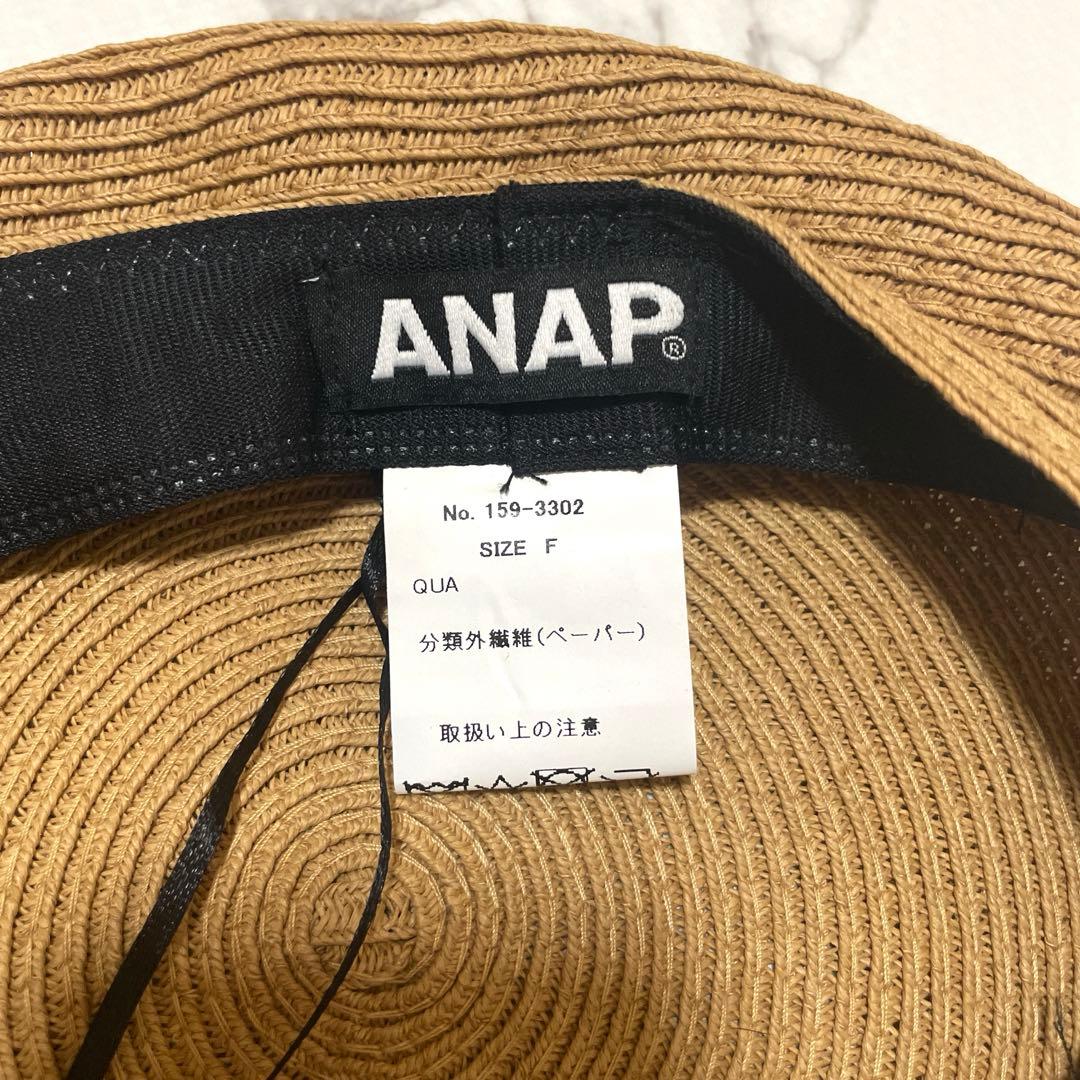 ANAP®
No. 159-3302
SIZE F
QUA
分類外繊維(ペーパー)
取扱い上の注意